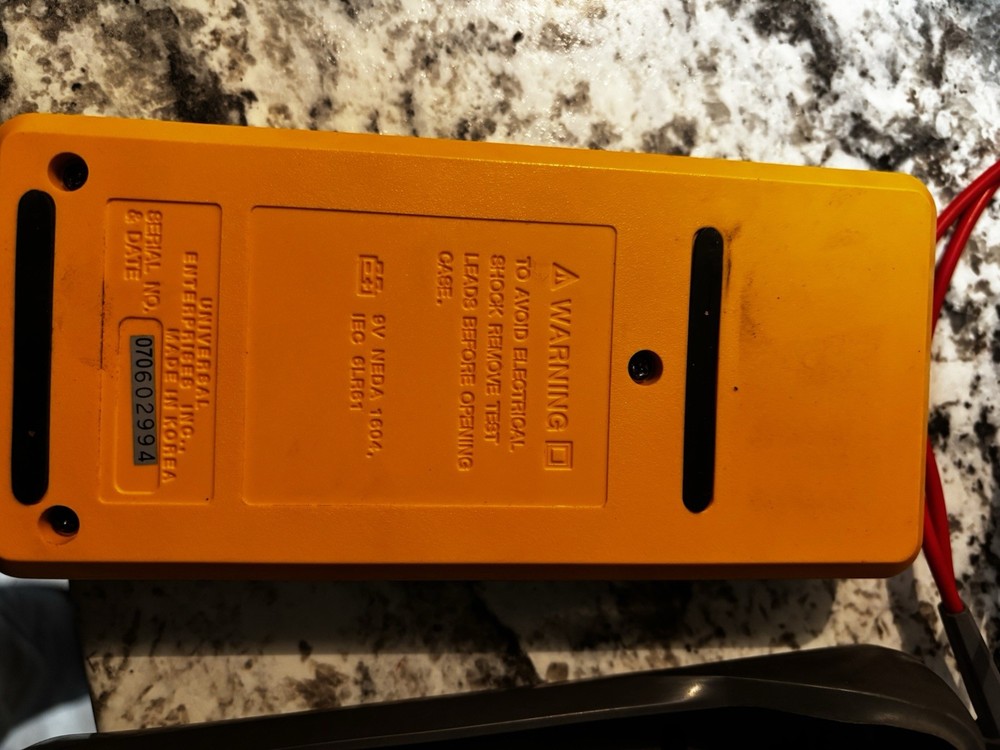 ⚠ WARNING
TO AVOID ELECTRICAL
SHOCK REMOVE TEST
LEADS BEFORE OPENING
CASE.
9V NEDA 1604,
IEC 6LR61
UNIVERSAL
ENTERPRISES INC.,
MADE IN KOREA
SERIAL NO.
& DATE
070602994